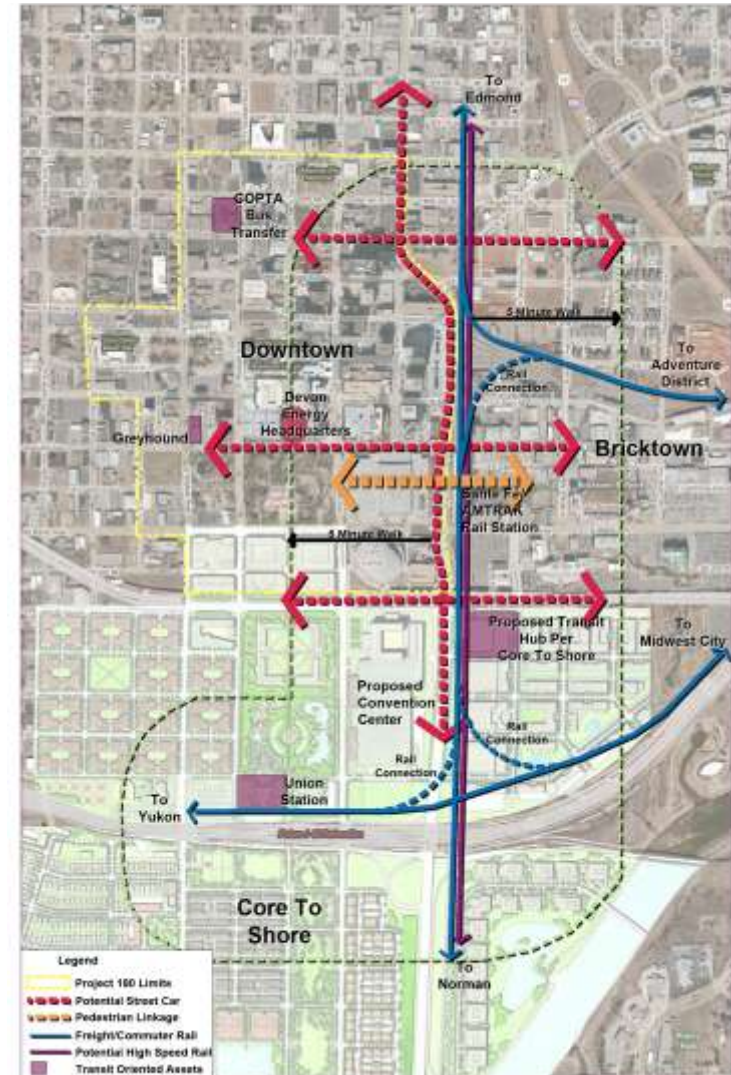 To
Edmond
COPTA
Bus
Transfer
5 Minute Walk
Downtown
To
Adventure
District
Rail
Connection
Devon
Energy
Headquarters
Greyhound
Bricktown
Santa Fe/
AMTRAK
Rail Station
5 Minute Walk
Proposed Transit
Hub Per
Core To Shore
To
Midwest City
Proposed
Convention
Center
Rail
Connection
Rail
Connection
Union
Station
To
Yukon
Core To
Shore
To
Norman
Legend
Project 180 Limits
Potential Street Car
Pedestrian Linkage
Freight/Commuter Rail
Potential High Speed Rail
Transit Oriented Assets